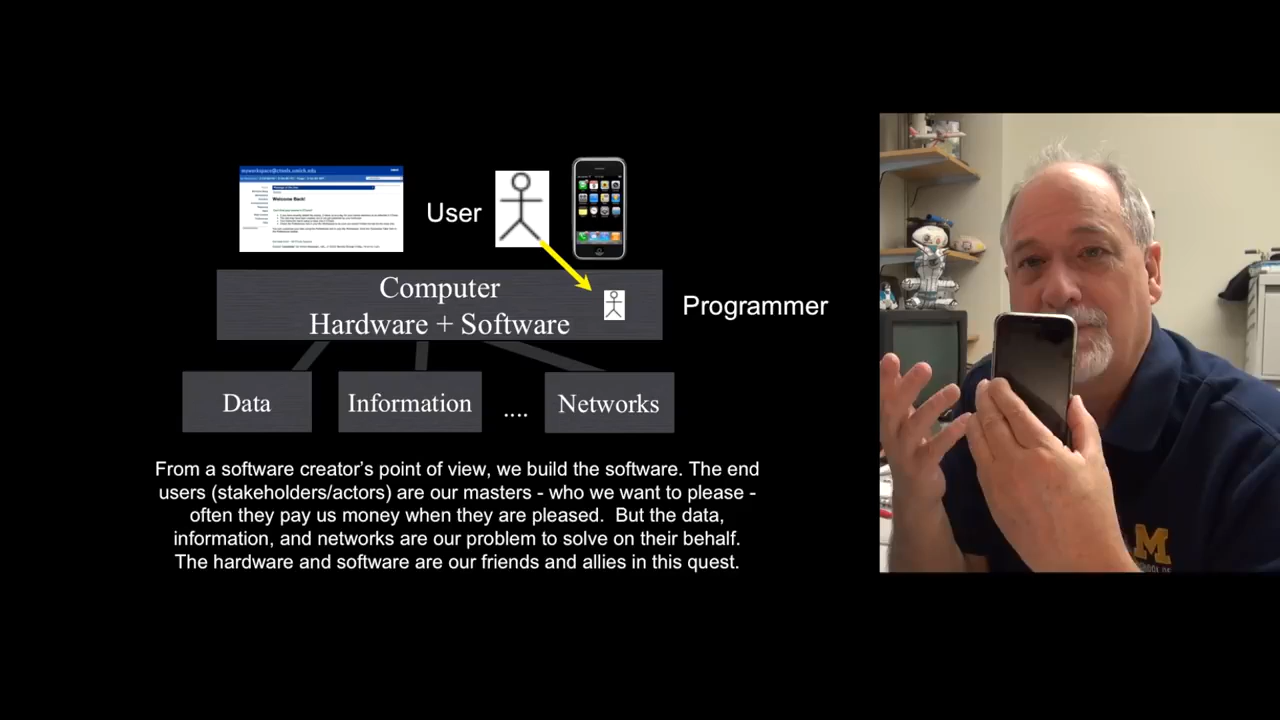 User
Computer
Hardware + Software
Programmer
Data
Information
....
Networks
From a software creator's point of view, we build the software. The end
users (stakeholders/actors) are our masters - who we want to please -
often they pay us money when they are pleased.  But the data,
information, and networks are our problem to solve on their behalf.
The hardware and software are our friends and allies in this quest.
Welcome Back!
M